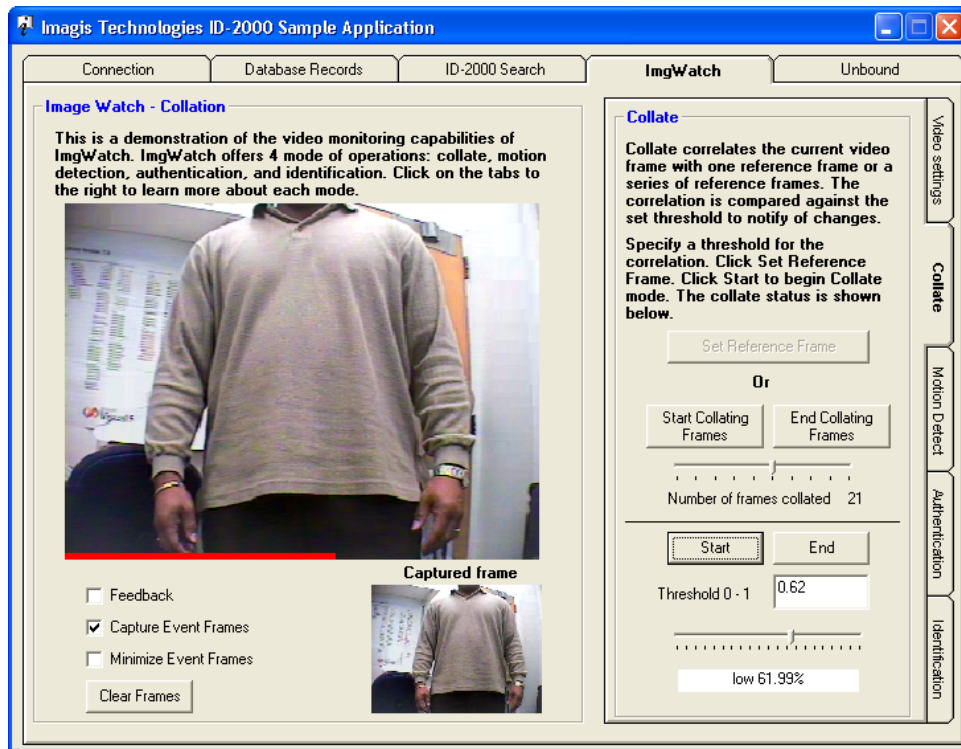 Imagis Technologies ID-2000 Sample Application
Connection
Database Records
ID-2000 Search
ImgWatch
Unbound
Image Watch - Collation
This is a demonstration of the video monitoring capabilities of
ImgWatch. ImgWatch offers 4 mode of operations: collate, motion
detection, authentication, and identification. Click on the tabs to
the right to learn more about each mode.
Captured frame
Feedback
Capture Event Frames
Minimize Event Frames
Clear Frames
Collate
Collate correlates the current video
frame with one reference frame or a
series of reference frames. The
correlation is compared against the
set threshold to notify of changes.
Specify a threshold for the
correlation. Click Set Reference
Frame. Click Start to begin Collate
mode. The collate status is shown
below.
Set Reference Frame
Or
Start Collating
Frames
End Collating
Frames
Number of frames collated 21
Start
End
Threshold 0 - 1
0.62
low 61.99%
Video settings
Collate
Motion Detect
Authentication
Identification